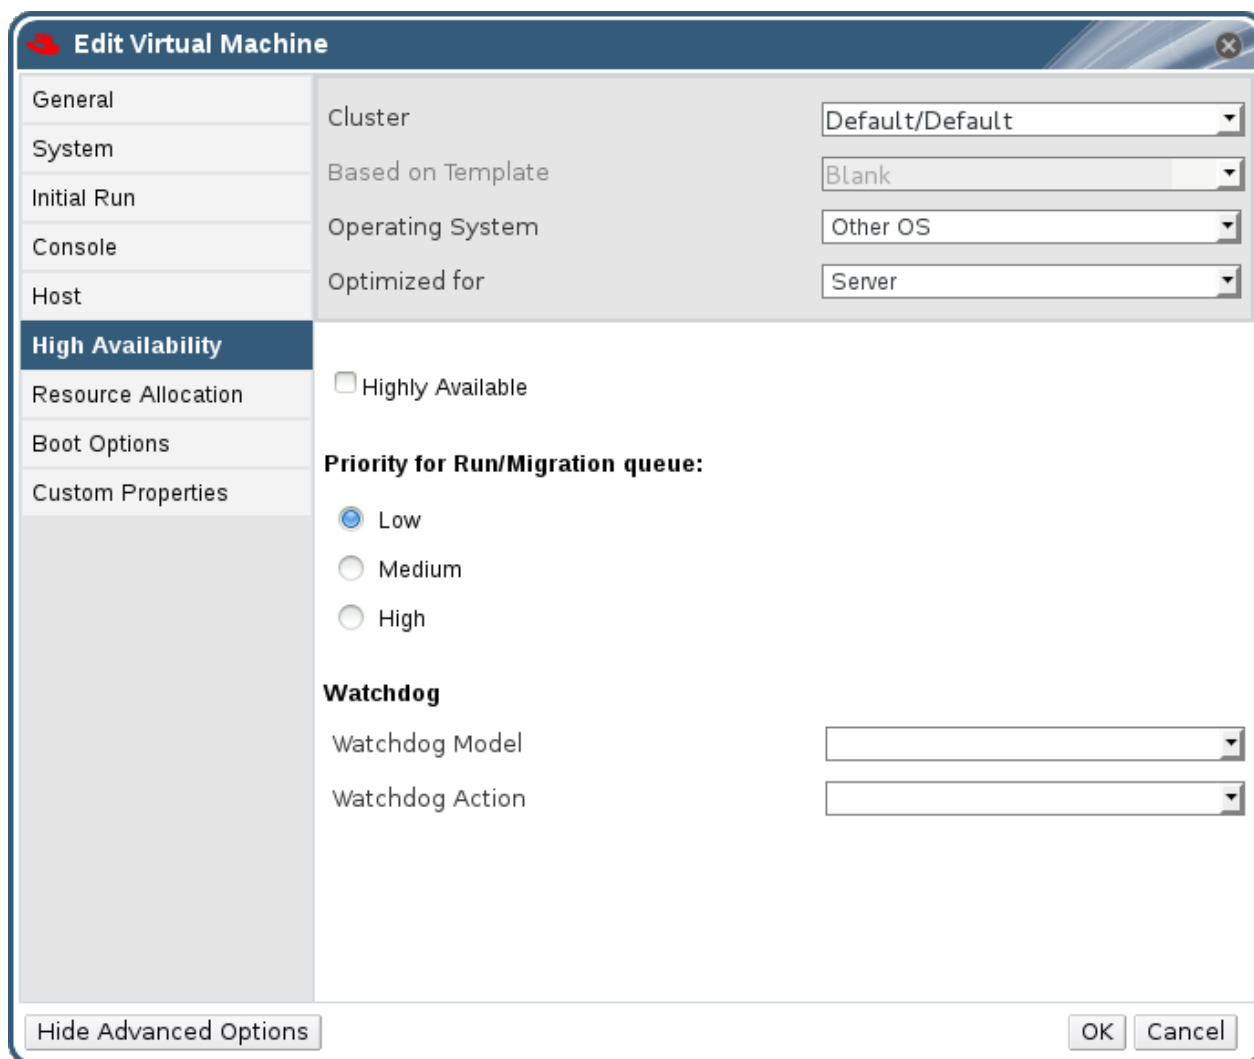 Edit Virtual Machine
General
System
Initial Run
Console
Host
High Availability
Resource Allocation
Boot Options
Custom Properties
Cluster Default/Default
Based on Template Blank
Operating System Other OS
Optimized for Server
Highly Available
Priority for Run/Migration queue:
Low
Medium
High
Watchdog
Watchdog Model
Watchdog Action
Hide Advanced Options OK Cancel